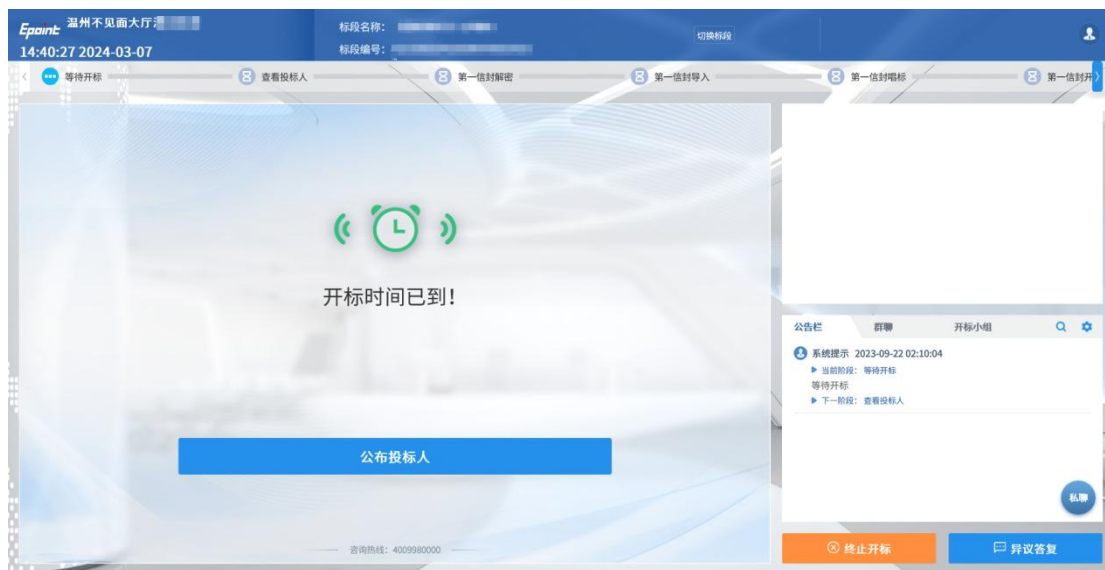 Epoint 温州不见面大厅
14:40:27 2024-03-07
标段名称：
标段编号：
切换标段
等待开标
查看投标人
第一信封解密
第一信封导入
第一信封唱标
第一信封开
开标时间已到！
公布投标人
咨询热线：4009980000
公告栏 群聊 开标小组
系统提示 2023-09-22 02:10:04
当前阶段：等待开标
等待开标
下一阶段：查看投标人
私聊
终止开标
异议答复